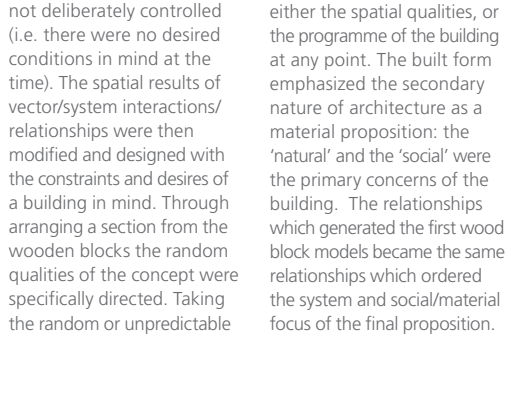 not deliberately controlled
(i.e. there were no desired
conditions in mind at the
time). The spatial results of
vector/system interactions/
relationships were then
modified and designed with
the constraints and desires of
a building in mind. Through
arranging a section from the
wooden blocks the random
qualities of the concept were
specifically directed. Taking
the random or unpredictable
either the spatial qualities, or
the programme of the building
at any point. The built form
emphasized the secondary
nature of architecture as a
material proposition: the
‘natural’ and the ‘social’ were
the primary concerns of the
building.  The relationships
which generated the first wood
block models became the same
relationships which ordered
the system and social/material
focus of the final proposition.